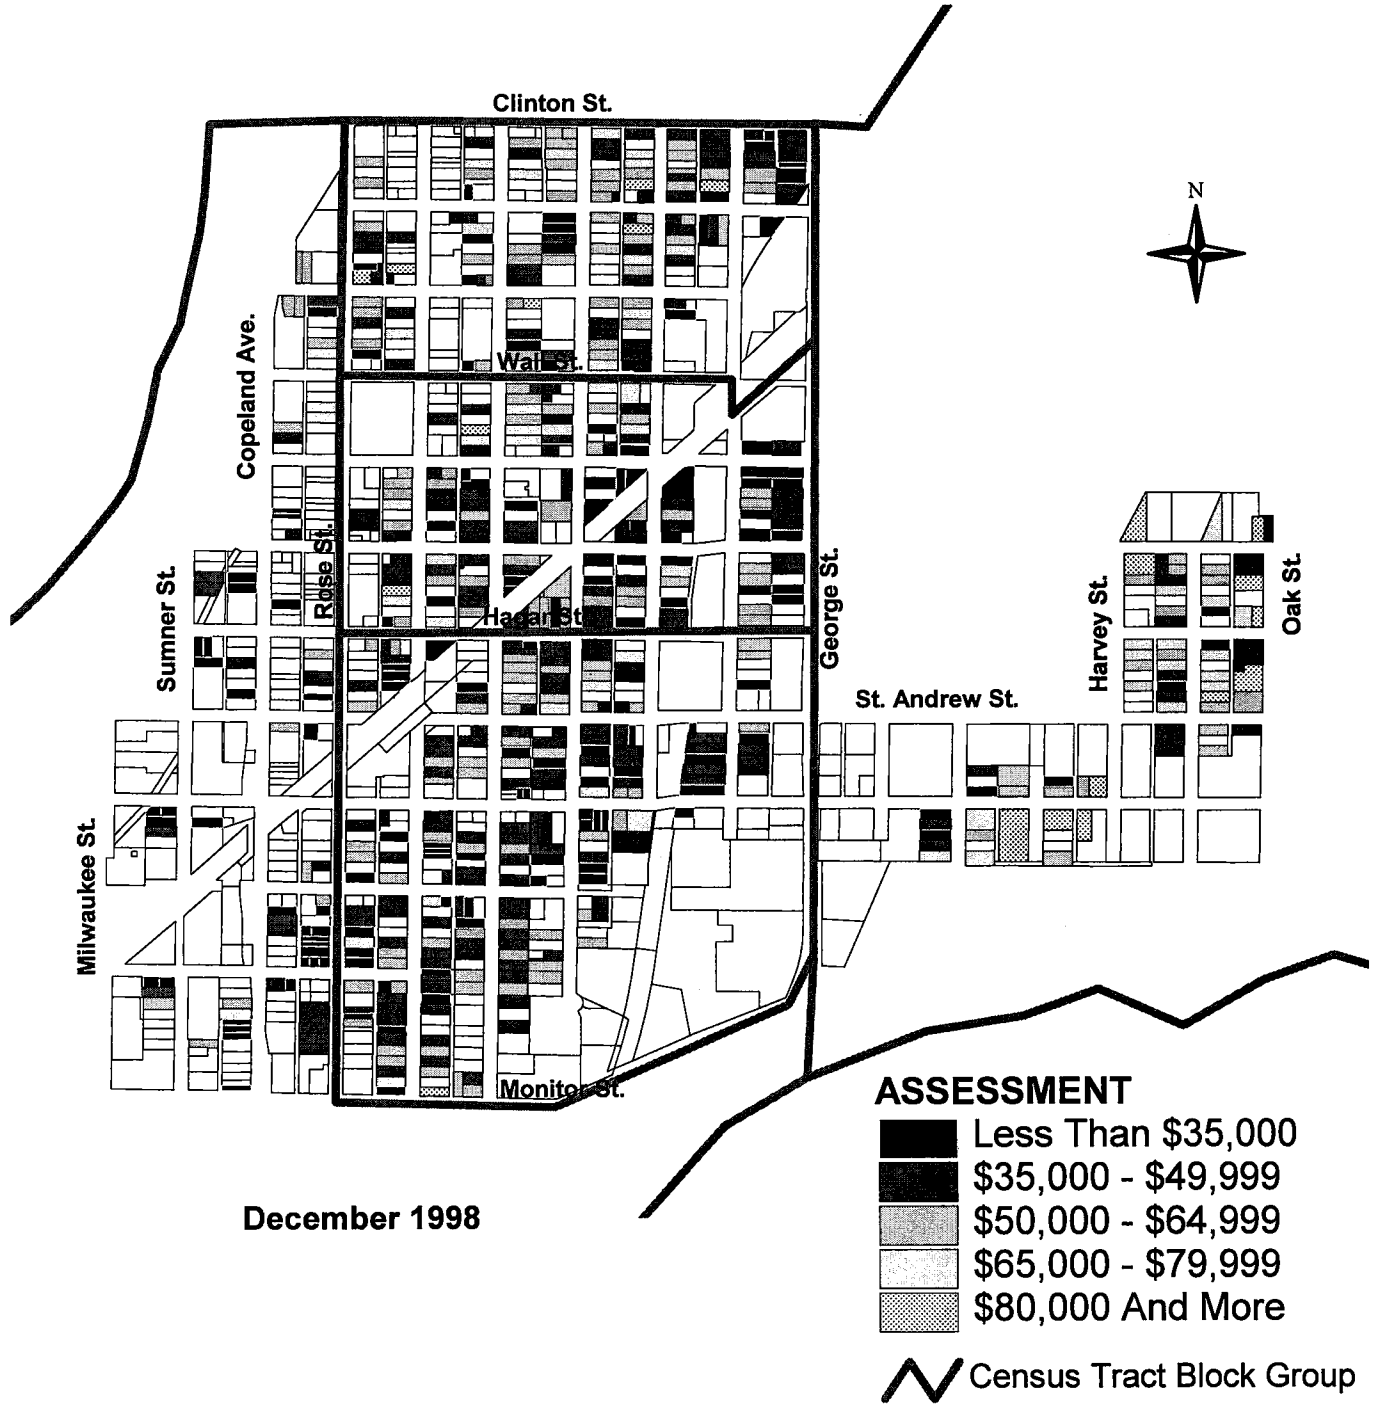 Clinton St.
N
Copeland Ave.
Wall St.
Rose St.
Sumner St.
Hagar St.
George St.
Harvey St.
Oak St.
St. Andrew St.
Milwaukee St.
Monitor St.
ASSESSMENT
Less Than $35,000
$35,000 - $49,999
$50,000 - $64,999
$65,000 - $79,999
$80,000 And More
Census Tract Block Group
December 1998